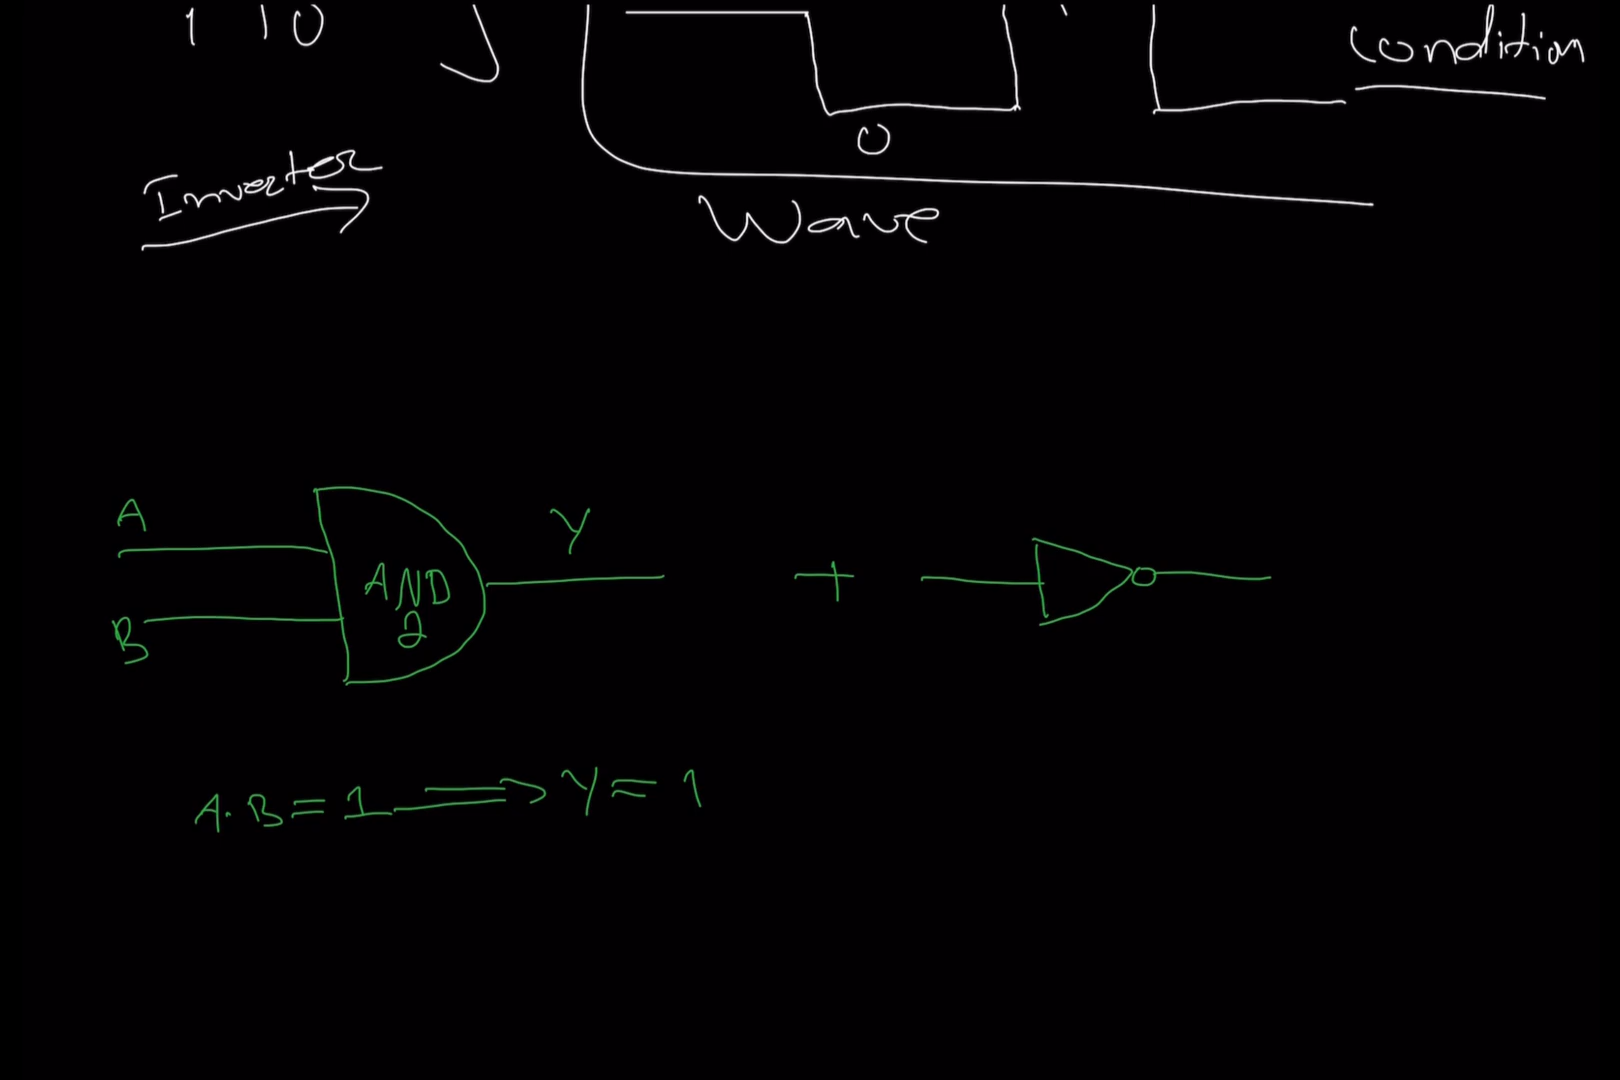 1 1 0
condition
0
Inverter
Wave
A
Y
AND
2
+
B
A.B = 1 => Y = 1